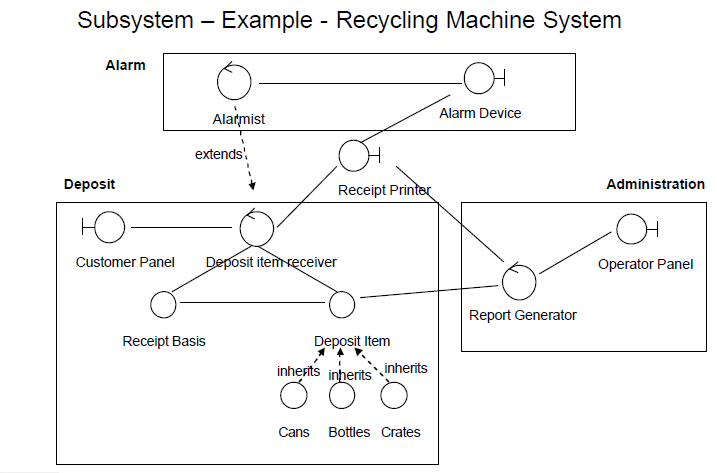 Subsystem – Example - Recycling Machine System
Alarm
Alarmist
Alarm Device
extends
Receipt Printer
Deposit
Administration
Customer Panel
Deposit item receiver
Operator Panel
Receipt Basis
Deposit Item
Report Generator
inherits
inherits
inherits
Cans
Bottles
Crates